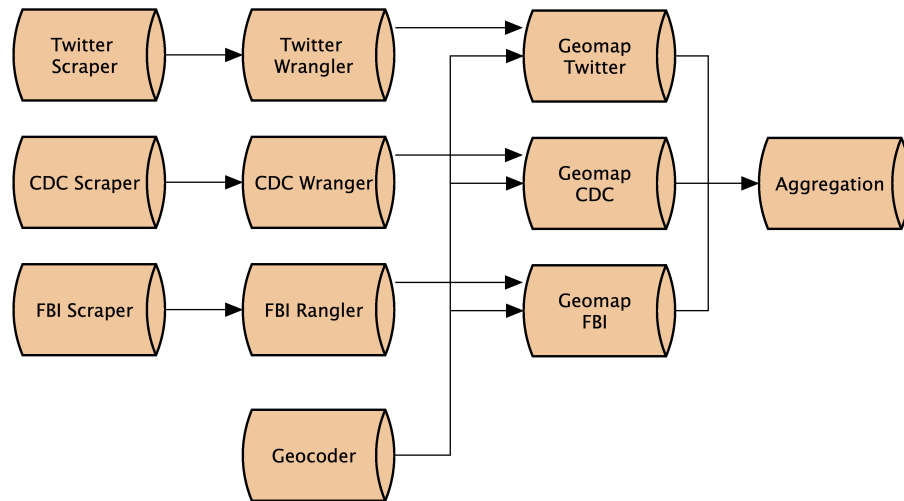 Twitter
Scraper
Twitter
Wrangler
Geomap
Twitter
CDC Scraper
CDC Wranger
Geomap
CDC
Aggregation
FBI Scraper
FBI Rangler
Geomap
FBI
Geocoder